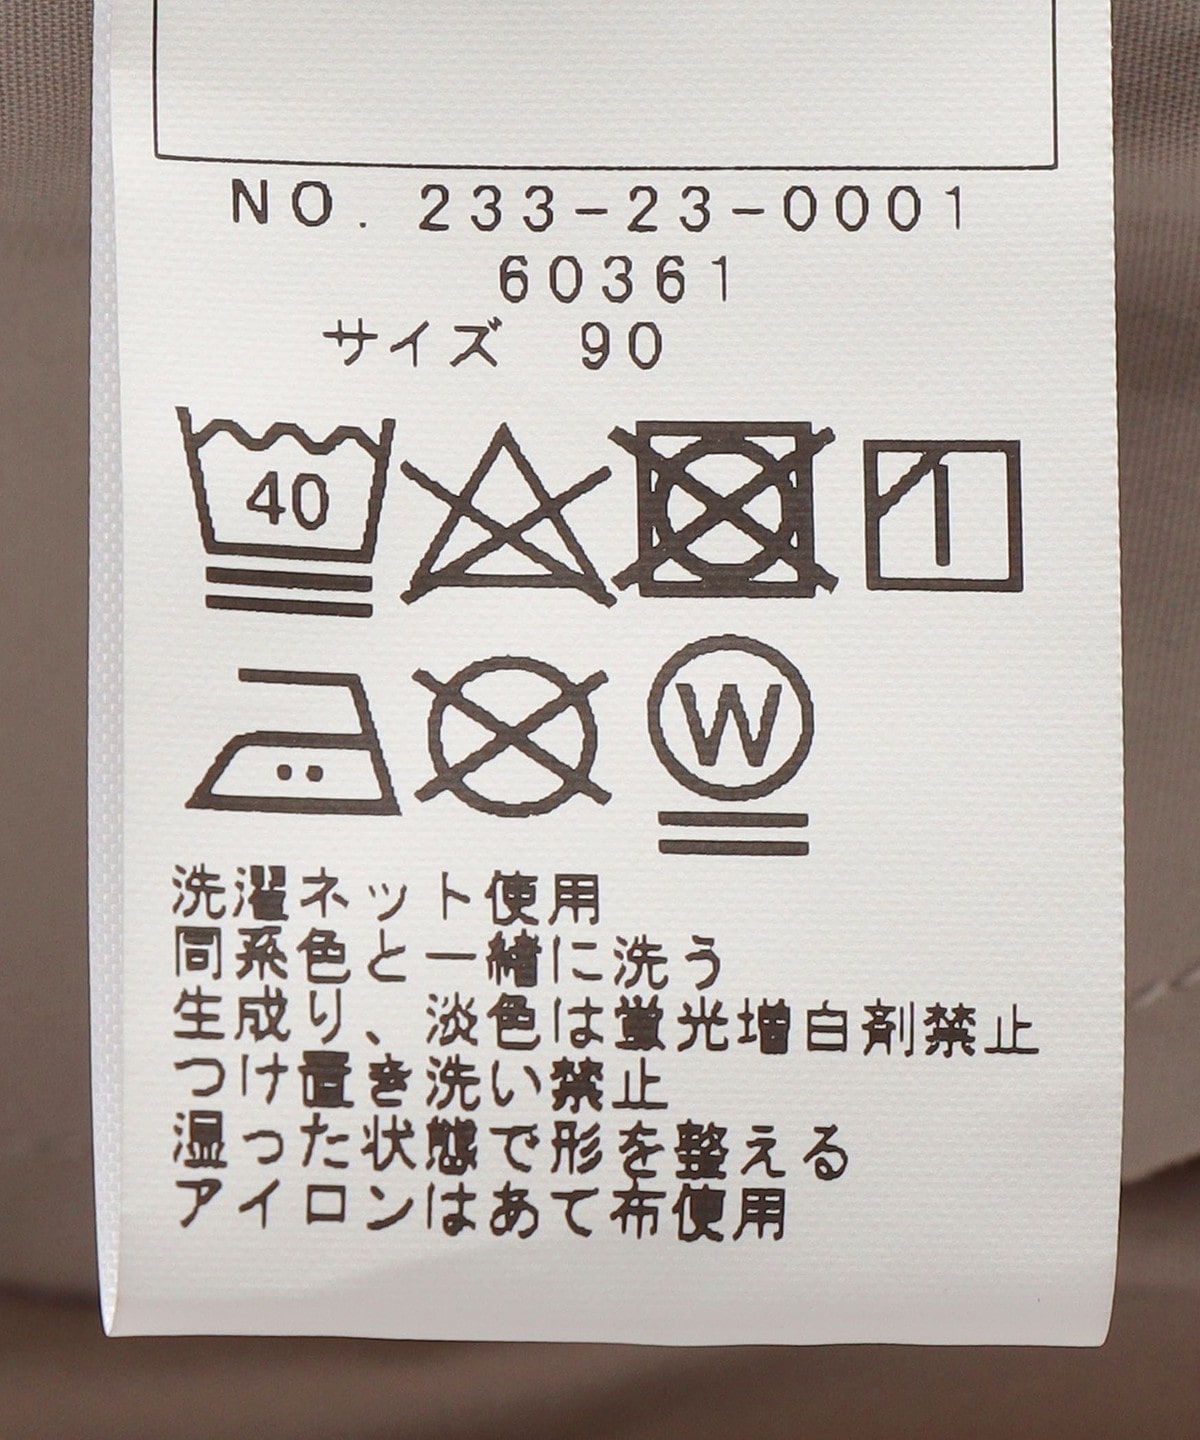 NO. 233-23-0001
60361
サイズ 90
40
W
洗濯ネット使用
同系色と一緒に洗う
生成り、淡色は蛍光増白剤禁止
つけ置き洗い禁止
湿った状態で形を整える
アイロンはあて布使用